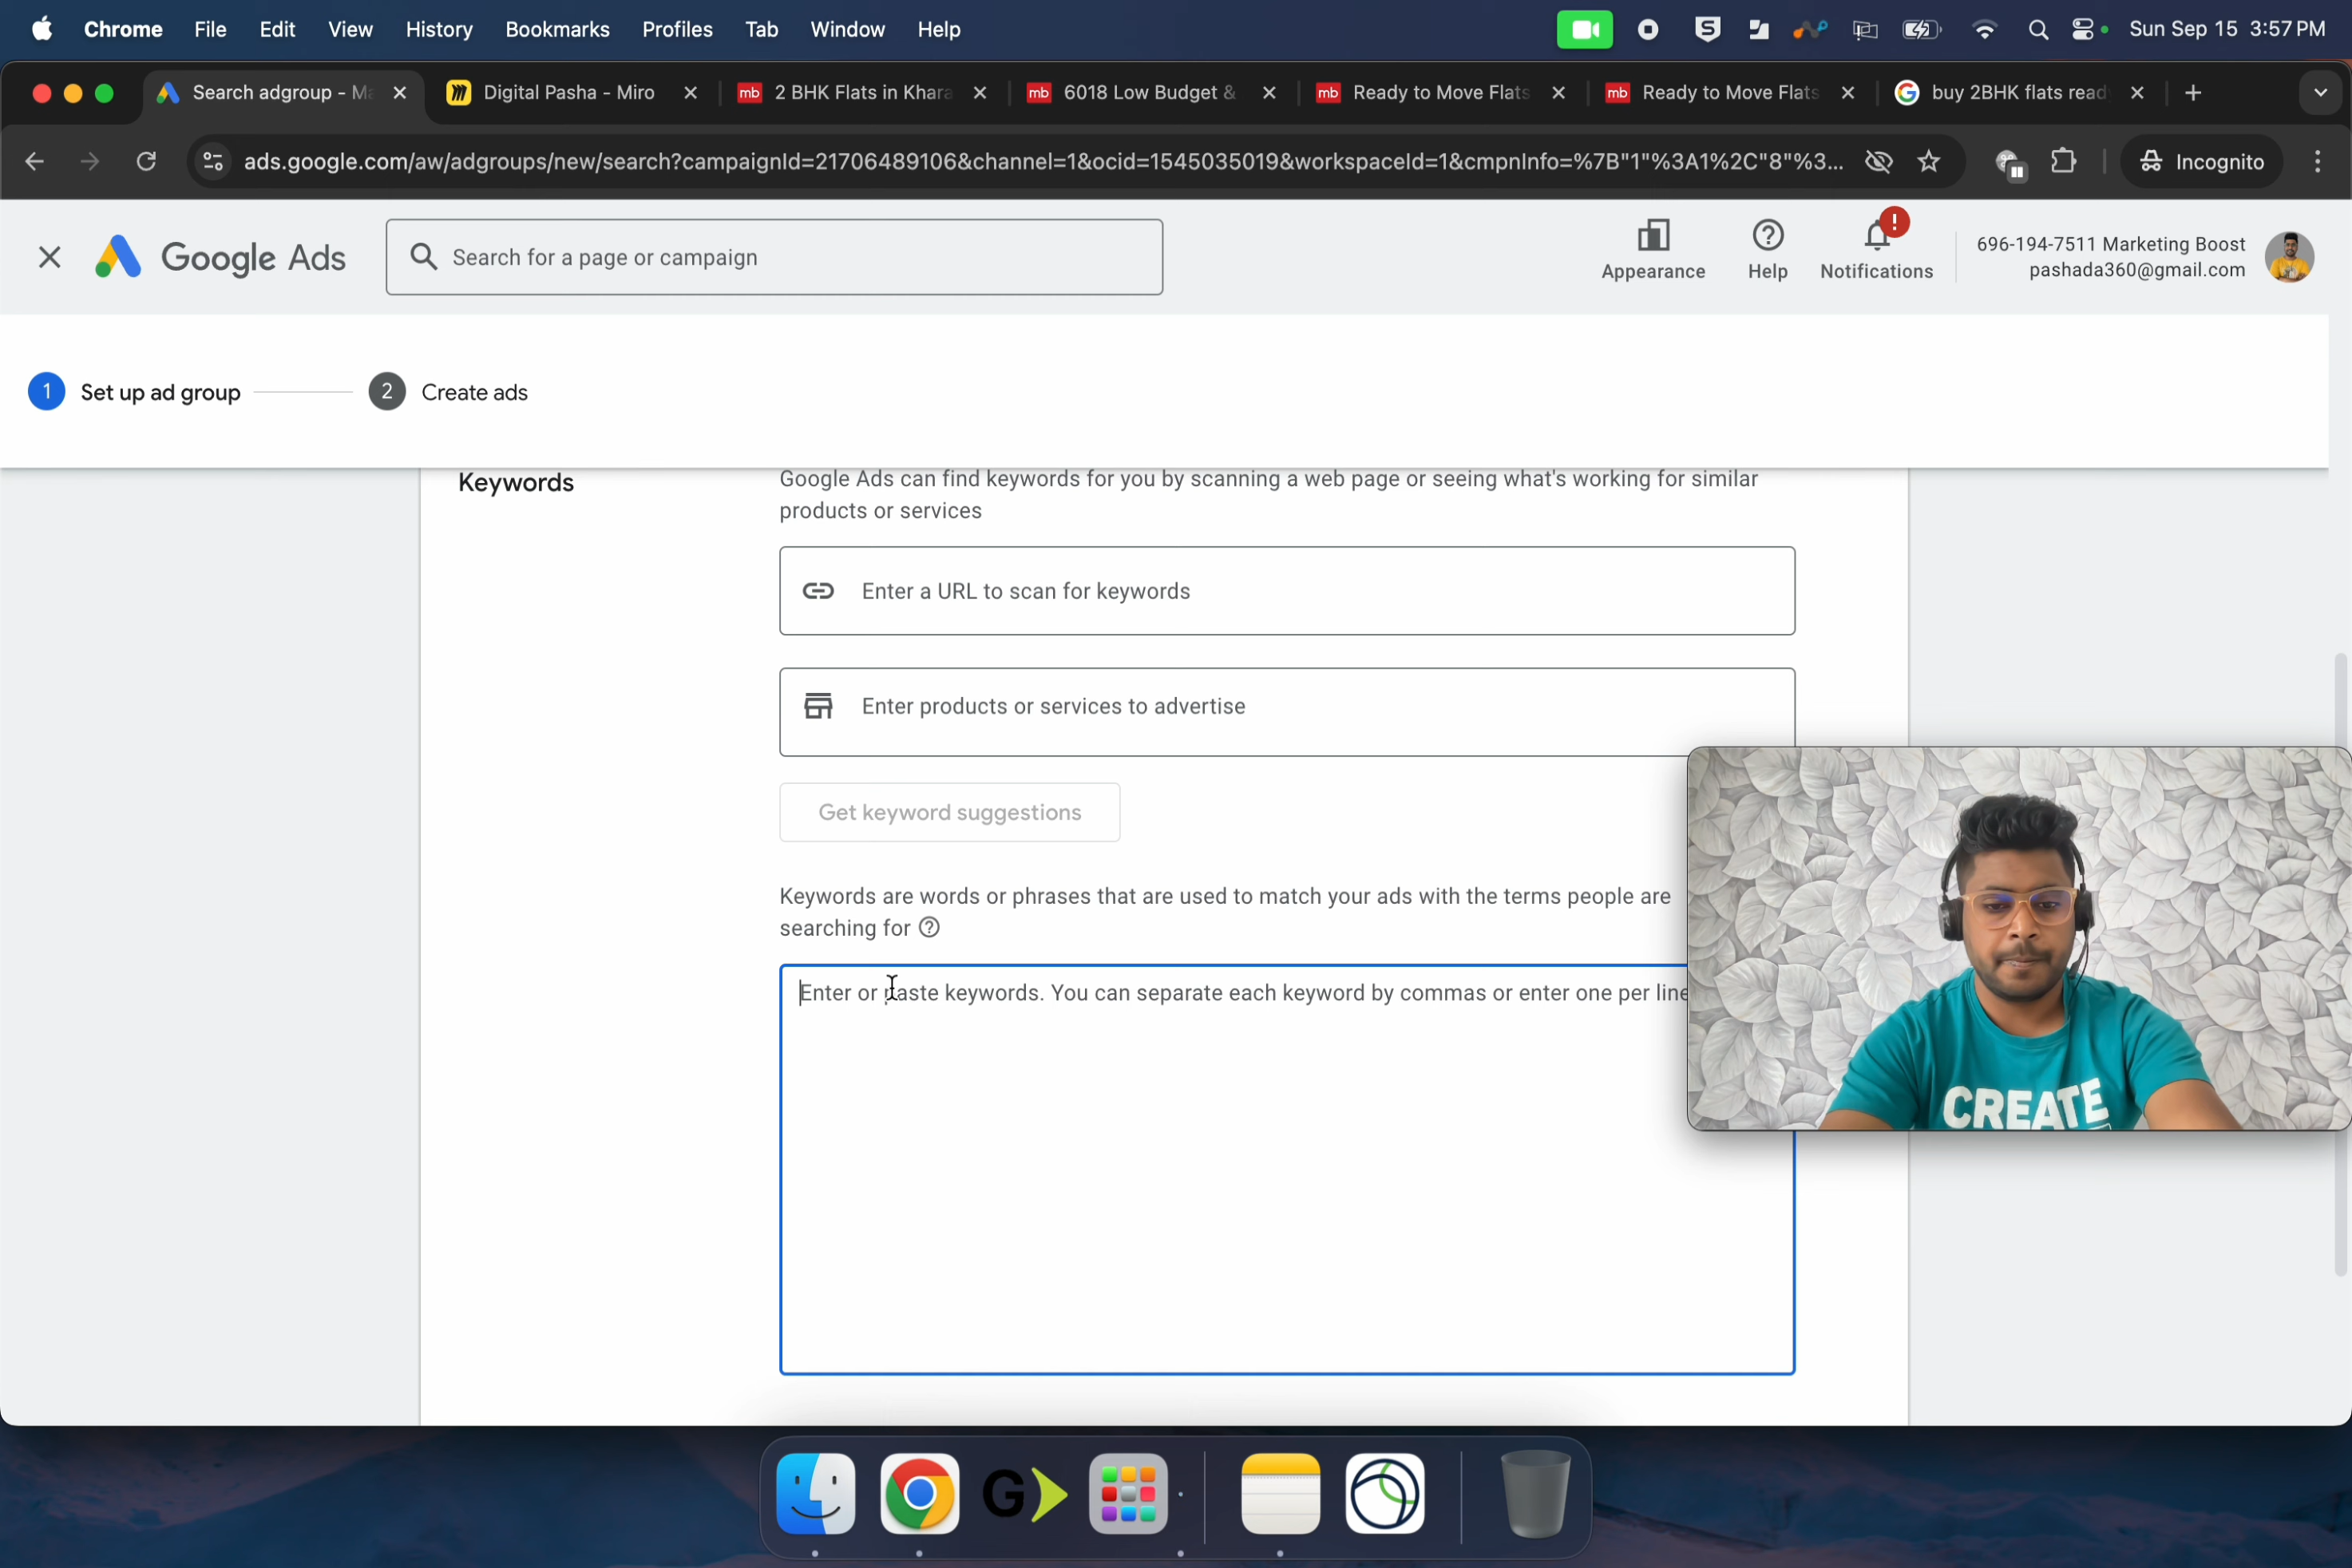 Chrome File Edit View History Bookmarks Profiles Tab Window Help Sun Sep 15 3:57 PM
Search adgroup - Ma Digital Pasha - Miro mb 2 BHK Flats in Khara mb 6018 Low Budget & mb Ready to Move Flats mb Ready to Move Flats buy 2BHK flats read
ads.google.com/aw/adgroups/new/search?campaignId=21706489106&channel=1&ocid=1545035019&workspaceId=1&cmpnInfo=%7B"1"%3A1%2C"8"%3... Incognito
Google Ads Search for a page or campaign Appearance Help Notifications 696-194-7511 Marketing Boost
pashada360@gmail.com
1 Set up ad group 2 Create ads
Keywords Google Ads can find keywords for you by scanning a web page or seeing what's working for similar
products or services
Enter a URL to scan for keywords
Enter products or services to advertise
Get keyword suggestions
Keywords are words or phrases that are used to match your ads with the terms people are
searching for
Enter or paste keywords. You can separate each keyword by commas or enter one per line
CREATE